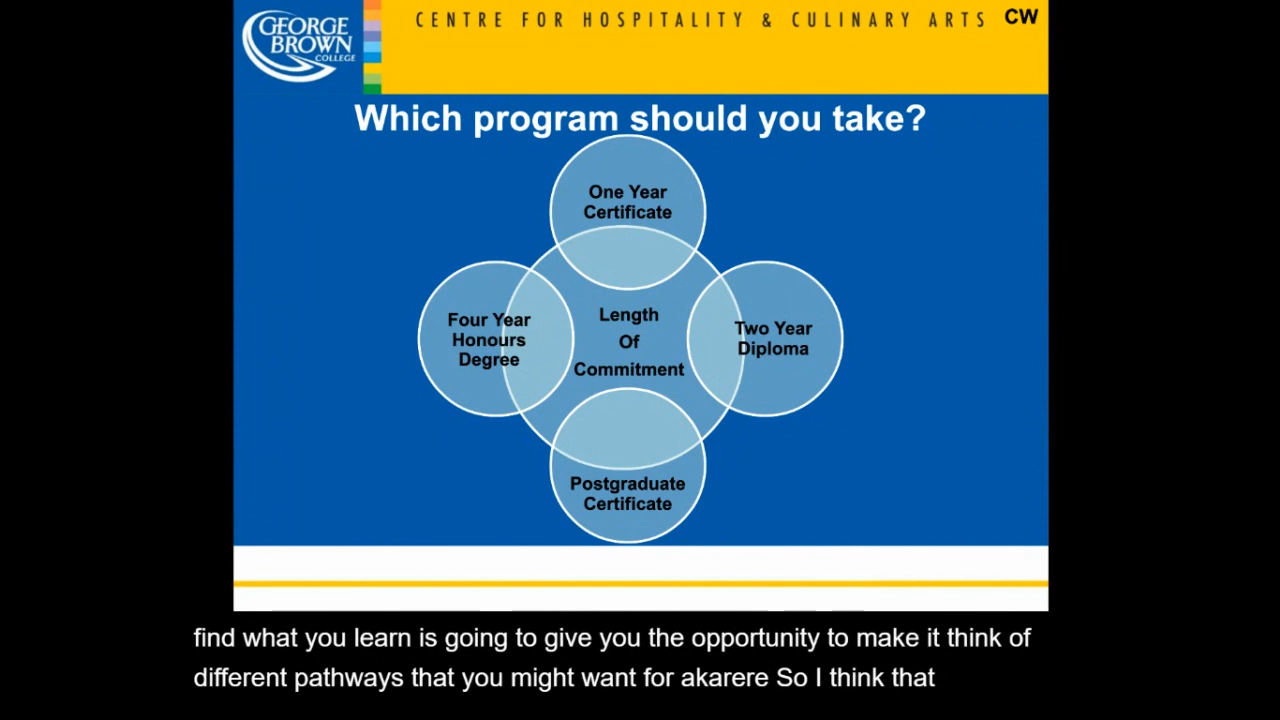 GEORGE
BROWN
COLLEGE
CENTRE FOR HOSPITALITY & CULINARY ARTS
CW
Which program should you take?
One Year
Certificate
Four Year
Honours
Degree
Length
Of
Commitment
Two Year
Diploma
Postgraduate
Certificate
find what you learn is going to give you the opportunity to make it think of
different pathways that you might want for akarere So I think that